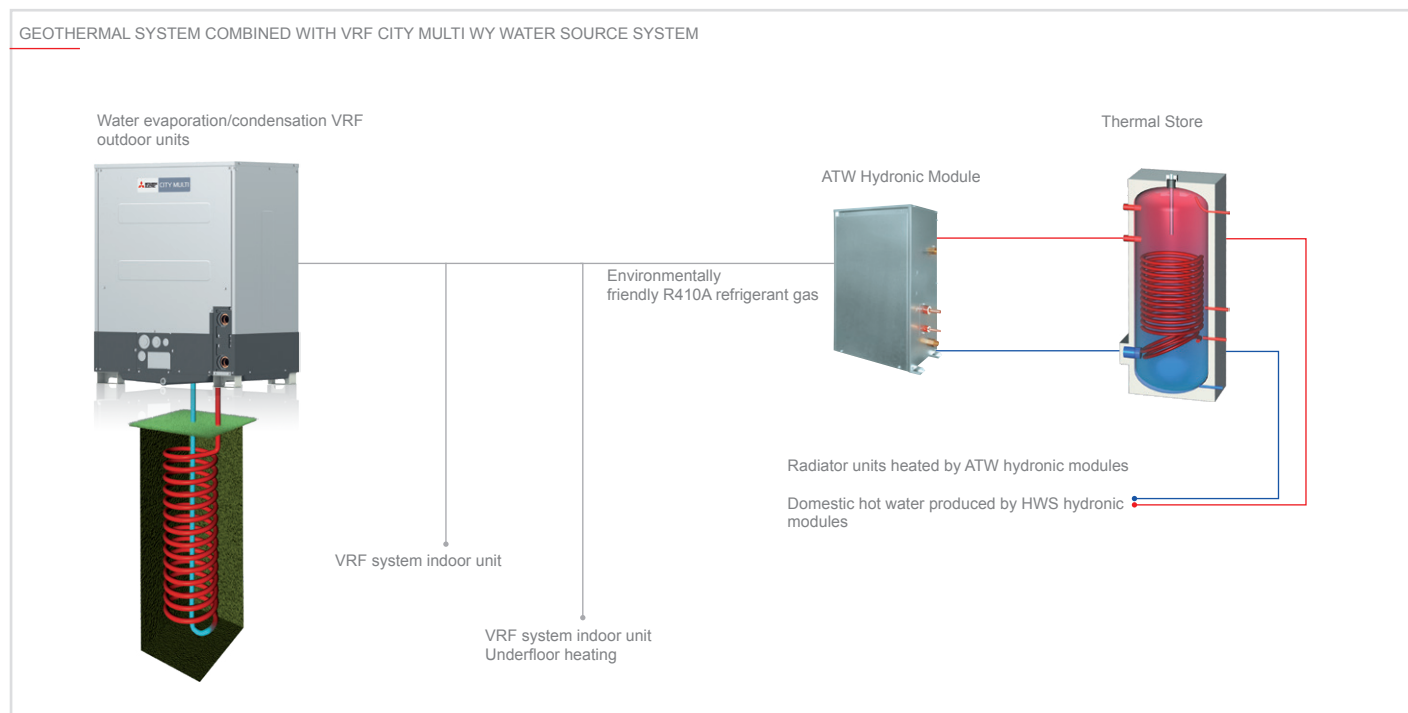 GEOTHERMAL SYSTEM COMBINED WITH VRF CITY MULTI WY WATER SOURCE SYSTEM
Water evaporation/condensation VRF
outdoor units
Thermal Store
ATW Hydronic Module
CITY MULTI
Environmentally
friendly R410A refrigerant gas
Radiator units heated by ATW hydronic modules
Domestic hot water produced by HWS hydronic
modules
VRF system indoor unit
VRF system indoor unit
Underfloor heating